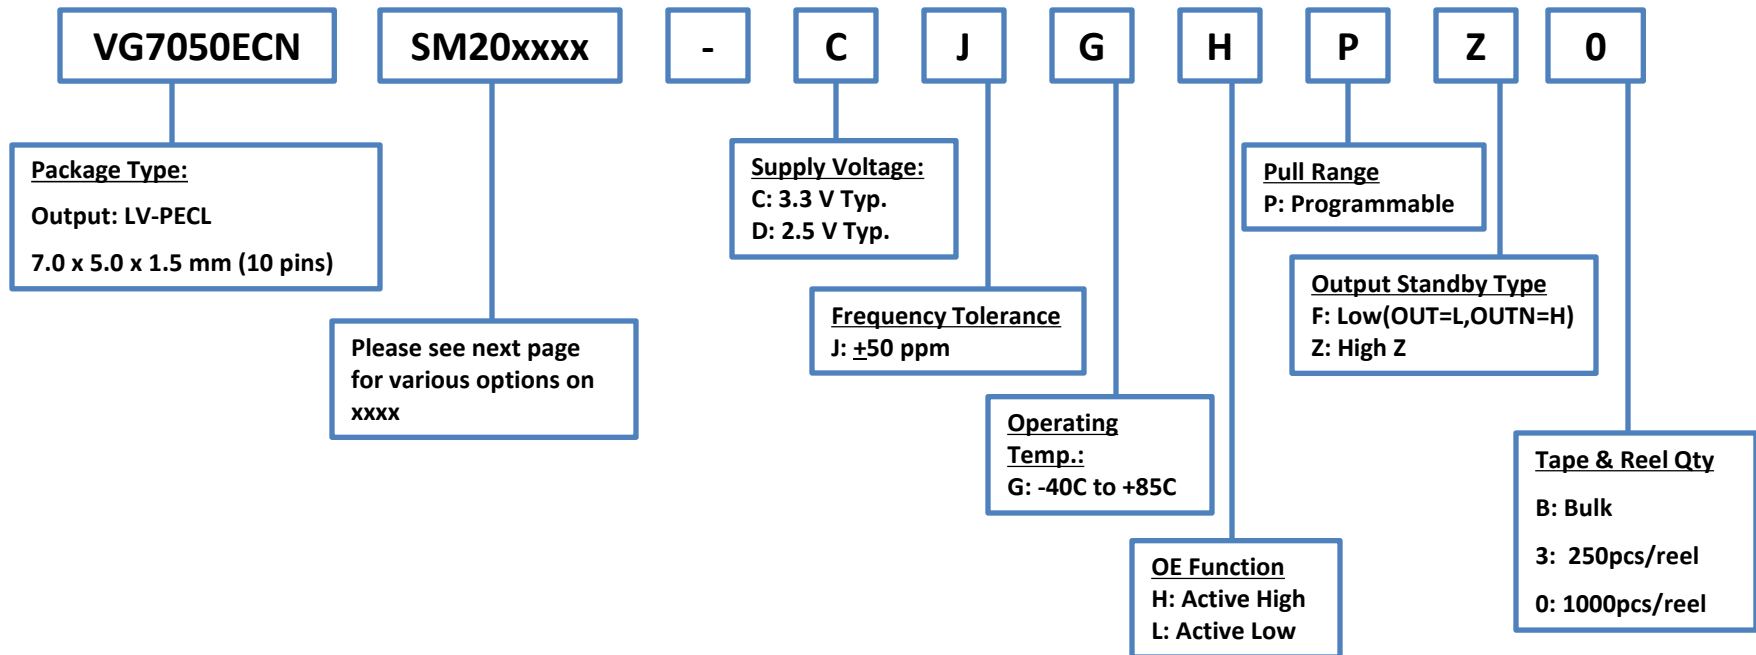 VG7050ECN SM20xxxx - C J G H P Z 0
Package Type:
Output: LV-PECL
7.0 x 5.0 x 1.5 mm (10 pins)
Please see next page
for various options on
xxxx
Supply Voltage:
C: 3.3 V Typ.
D: 2.5 V Typ.
Frequency Tolerance
J: ±50 ppm
Operating
Temp.:
G: -40C to +85C
OE Function
H: Active High
L: Active Low
Pull Range
P: Programmable
Output Standby Type
F: Low(OUT=L,OUTN=H)
Z: High Z
Tape & Reel Qty
B: Bulk
3: 250pcs/reel
0: 1000pcs/reel